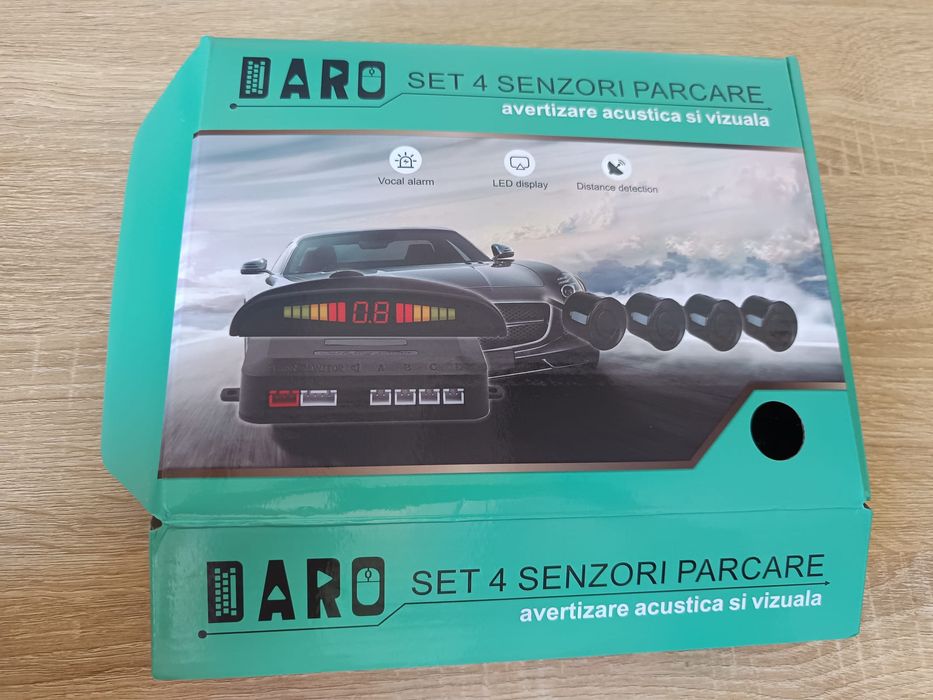 DARO
SET 4 SENZORI PARCARE
avertizare acustica si vizuala
Vocal alarm
LED display
Distance detection
0.8
A B C
DARO
SET 4 SENZORI PARCARE
avertizare acustica si vizuala